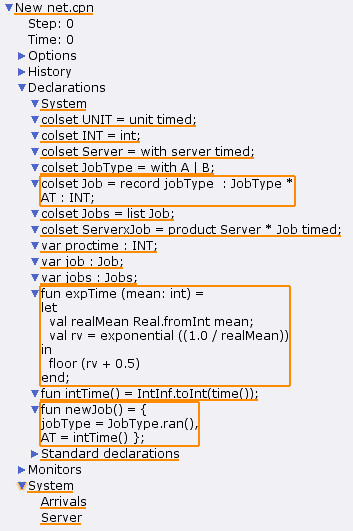 New net.cpn
Step: 0
Time: 0
Options
History
Declarations
System
colset UNIT = unit timed;
colset INT = int;
colset Server = with server timed;
colset JobType = with A | B;
colset Job = record jobType : JobType *
AT : INT;
colset Jobs = list Job;
colset ServerxJob = product Server * Job timed;
var proctime : INT;
var job : Job;
var jobs : Jobs;
fun expTime (mean: int) =
let
val realMean Real.fromInt mean;
val rv = exponential ((1.0 / realMean))
in
floor (rv + 0.5)
end;
fun intTime() = IntInf.toInt(time());
fun newJob() = {
jobType = JobType.ran(),
AT = intTime() };
Standard declarations
Monitors
System
Arrivals
Server